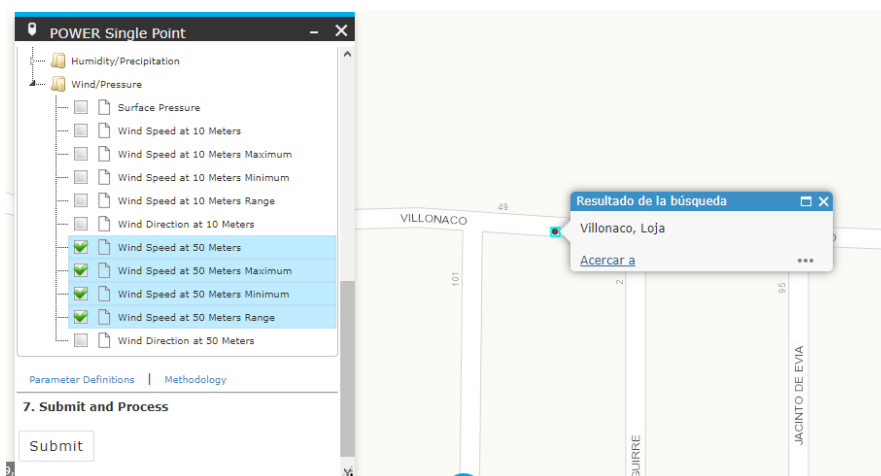 POWER Single Point
Humidity/Precipitation
Wind/Pressure
Surface Pressure
Wind Speed at 10 Meters
Wind Speed at 10 Meters Maximum
Wind Speed at 10 Meters Minimum
Wind Speed at 10 Meters Range
Wind Direction at 10 Meters
Wind Speed at 50 Meters
Wind Speed at 50 Meters Maximum
Wind Speed at 50 Meters Minimum
Wind Speed at 50 Meters Range
Wind Direction at 50 Meters
Parameter Definitions | Methodology
7. Submit and Process
Submit
VILLONACO
49
101
2
95
JACINTO DE EVIA
GUIRRE
Resultado de la búsqueda
Villonaco, Loja
Acercar a